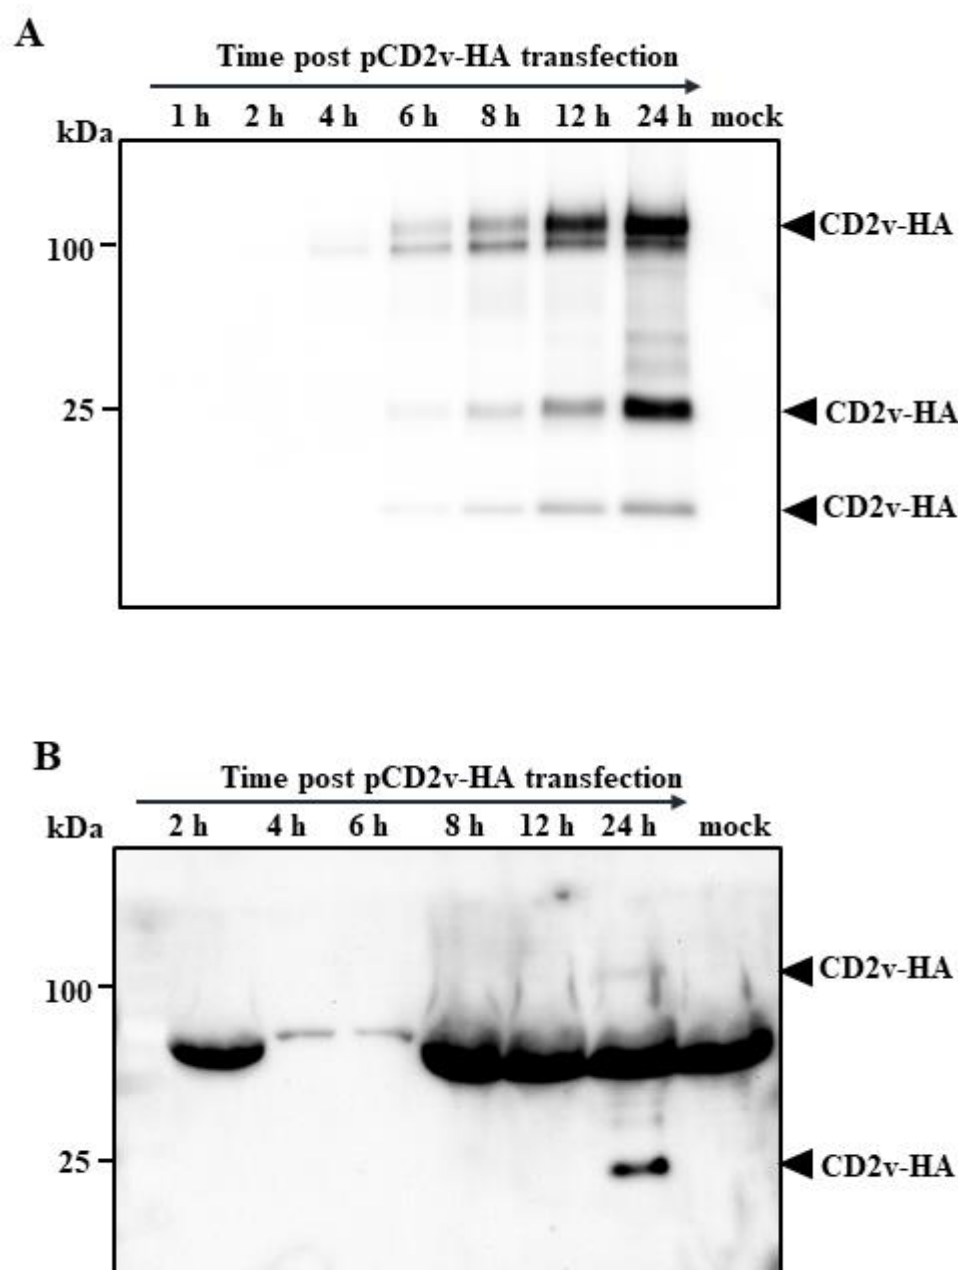 A
Time post pCD2v-HA transfection
1 h 2 h 4 h 6 h 8 h 12 h 24 h mock
kDa
CD2v-HA
100
25
CD2v-HA
CD2v-HA
B
Time post pCD2v-HA transfection
kDa 2 h 4 h 6 h 8 h 12 h 24 h mock
CD2v-HA
100
25
CD2v-HA